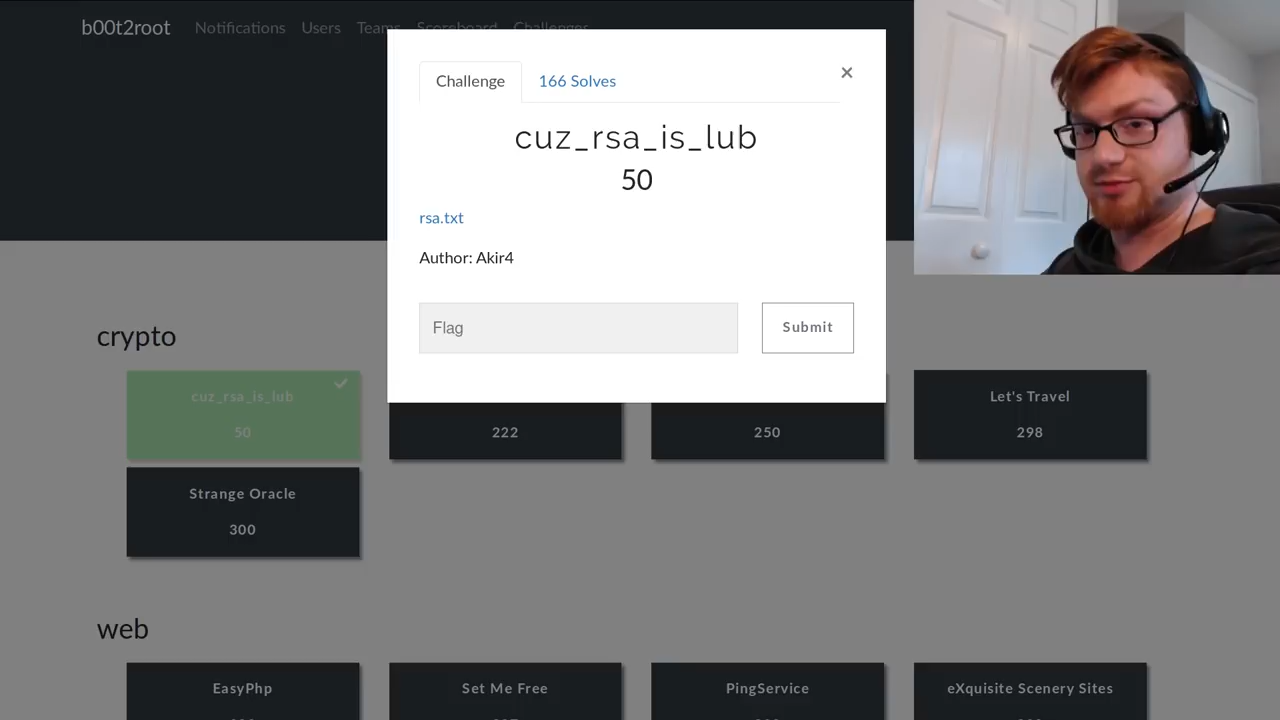 b00t2root Notifications Users Teams Scoreboard Challenges
Challenge 166 Solves ×
cuz_rsa_is_lub
50
rsa.txt
Author: Akir4
Flag Submit
crypto
cuz_rsa_is_lub
50
222
250
Let's Travel
298
Strange Oracle
300
web
EasyPhp
Set Me Free
PingService
eXquisite Scenery Sites